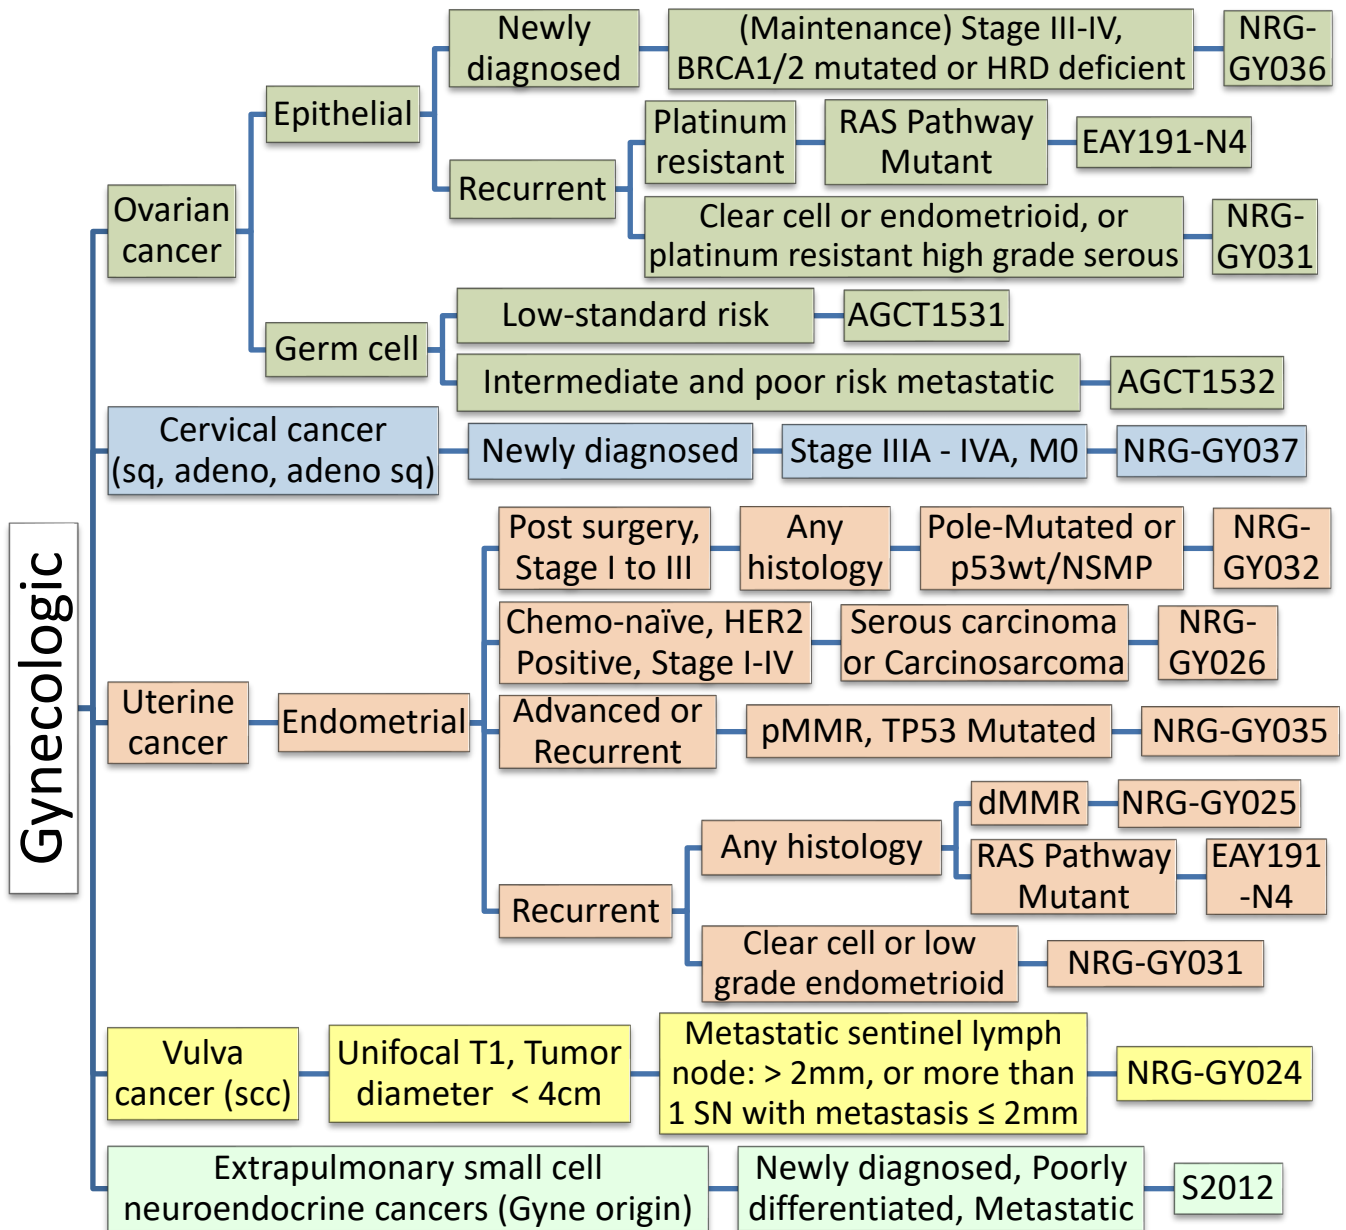 Gynecologic
Ovarian
cancer
Epithelial
Newly
diagnosed
(Maintenance) Stage III-IV,
BRCA1/2 mutated or HRD deficient
NRG-
GY036
Recurrent
Platinum
resistant
RAS Pathway
Mutant
EAY191-N4
Clear cell or endometrioid, or
platinum resistant high grade serous
NRG-
GY031
Germ cell
Low-standard risk
AGCT1531
Intermediate and poor risk metastatic
AGCT1532
Cervical cancer
(sq, adeno, adeno sq)
Newly diagnosed
Stage IIIA - IVA, M0
NRG-GY037
Uterine
cancer
Endometrial
Post surgery,
Stage I to III
Any
histology
Pole-Mutated or
p53wt/NSMP
NRG-
GY032
Chemo-naïve, HER2
Positive, Stage I-IV
Serous carcinoma
or Carcinosarcoma
NRG-
GY026
Advanced or
Recurrent
pMMR, TP53 Mutated
NRG-GY035
Recurrent
Any histology
dMMR
NRG-GY025
RAS Pathway
Mutant
EAY191
-N4
Clear cell or low
grade endometrioid
NRG-GY031
Vulva
cancer (scc)
Unifocal T1, Tumor
diameter < 4cm
Metastatic sentinel lymph
node: > 2mm, or more than
1 SN with metastasis ≤ 2mm
NRG-GY024
Extrapulmonary small cell
neuroendocrine cancers (Gyne origin)
Newly diagnosed, Poorly
differentiated, Metastatic
S2012